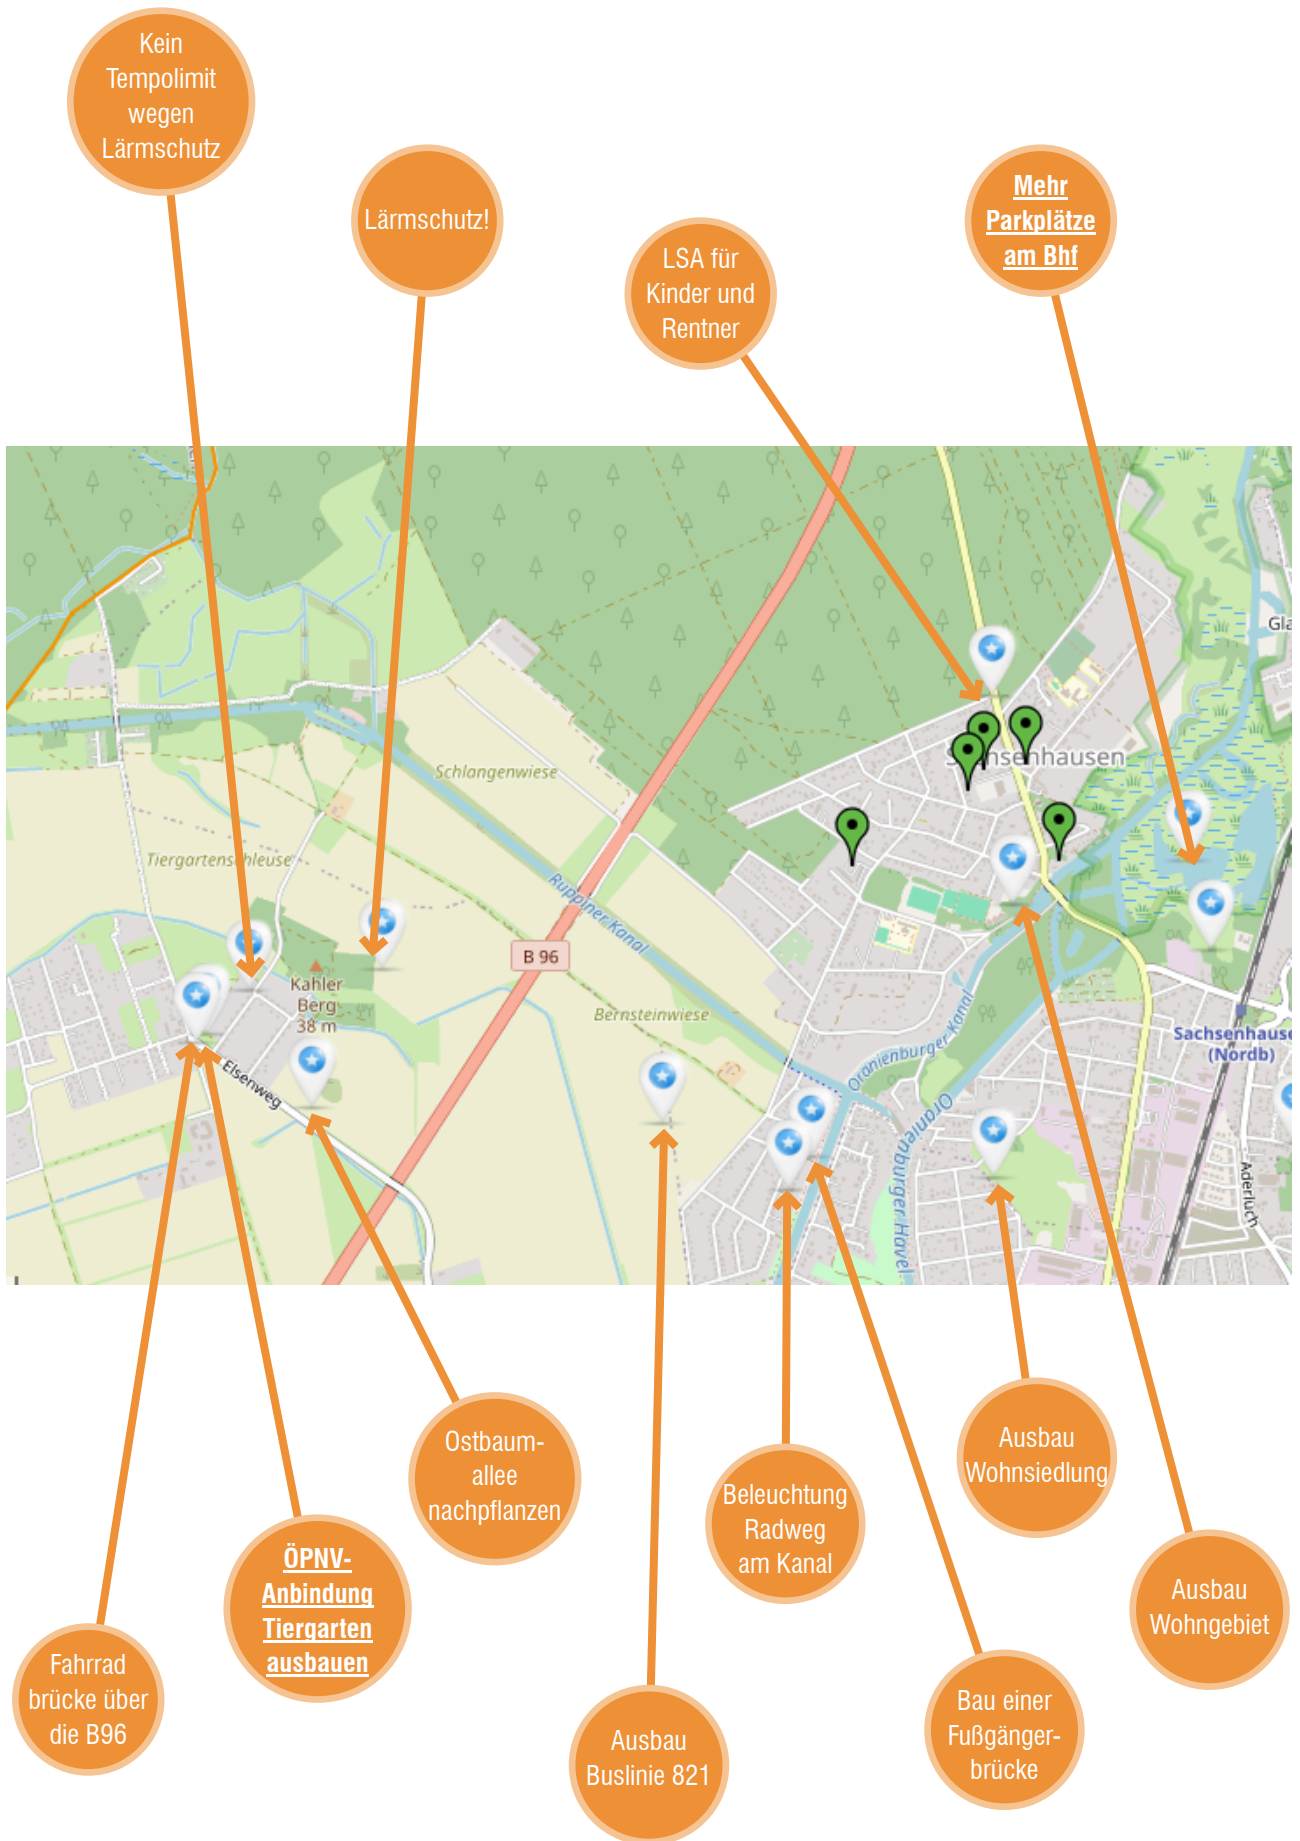 Kein
Tempolimit
wegen
Lärmschutz
Lärmschutz!
LSA für
Kinder und
Rentner
Mehr
Parkplätze
am Bhf
Schlangenwiese
Tiergartenschleuse
Ruppiner Kanal
B 96
Kahler
Berg
38 m
Bernsteinwiese
Elsenweg
Sachsenhausen
Gla
Oranienburger Kanal
Oranienburger Havel
Sachsenhause
(Nordb)
Aderluch
Ostbaum-
allee
nachpflanzen
Beleuchtung
Radweg
am Kanal
Ausbau
Wohnsiedlung
Ausbau
Wohngebiet
ÖPNV-
Anbindung
Tiergarten
ausbauen
Fahrrad
brücke über
die B96
Ausbau
Buslinie 821
Bau einer
Fußgänger-
brücke